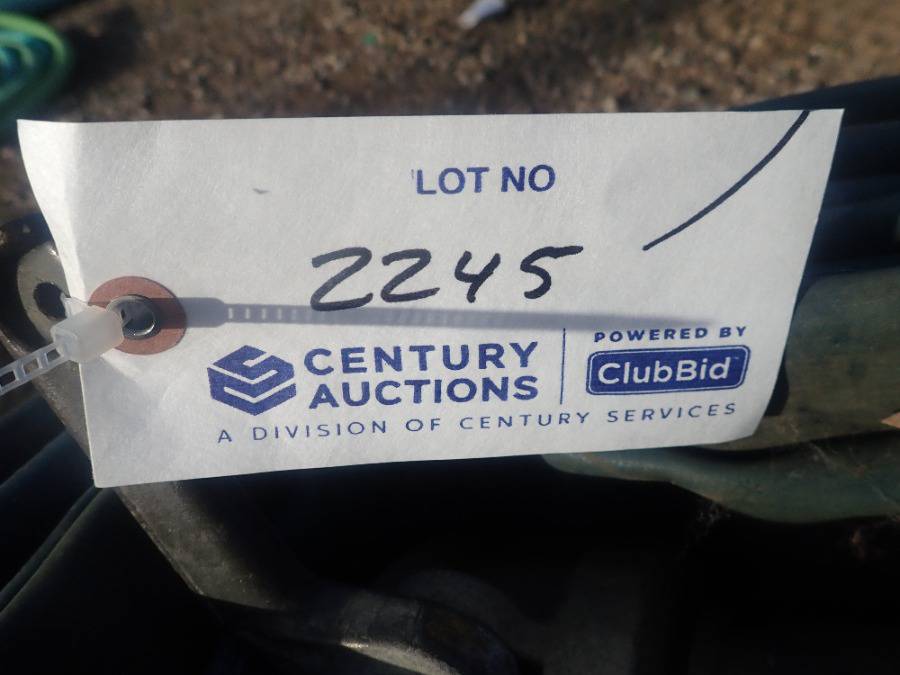 LOT NO
2245
CENTURY
AUCTIONS
POWERED BY
ClubBid
A DIVISION OF CENTURY SERVICES